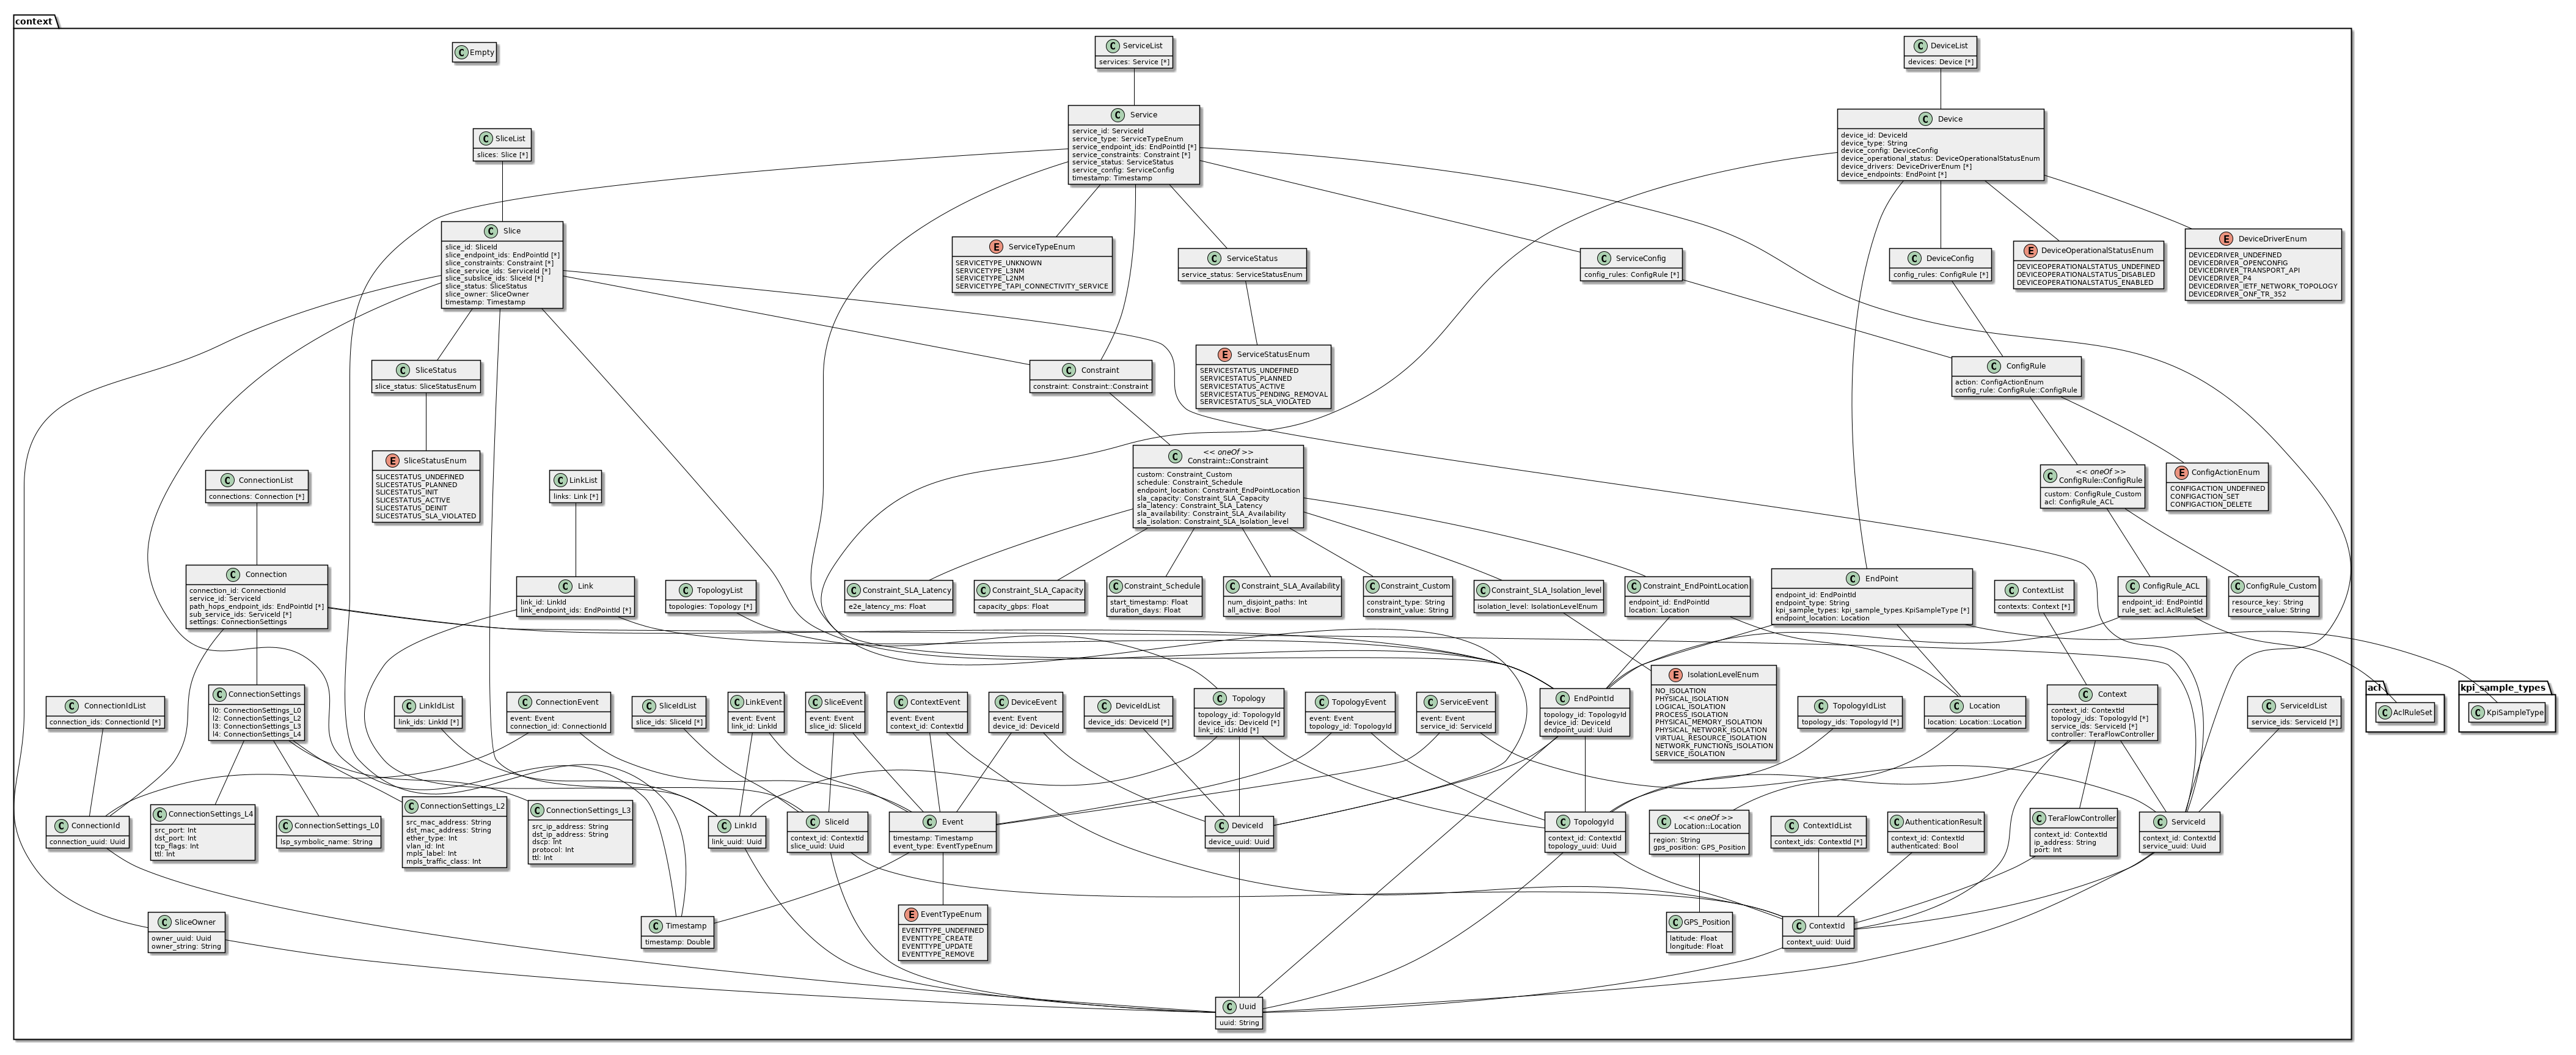 context
Empty
ServiceList
services: Service [*]
DeviceList
devices: Device [*]
Service
service_id: ServiceId
service_type: ServiceTypeEnum
service_endpoint_ids: EndPointId [*]
service_constraints: Constraint [*]
service_status: ServiceStatus
service_config: ServiceConfig
timestamp: Timestamp
Device
device_id: DeviceId
device_type: String
device_config: DeviceConfig
device_operational_status: DeviceOperationalStatusEnum
device_drivers: DeviceDriverEnum [*]
device_endpoints: EndPoint [*]
SliceList
slices: Slice [*]
Slice
slice_id: SliceId
slice_endpoint_ids: EndPointId [*]
slice_constraints: Constraint [*]
slice_service_ids: ServiceId [*]
slice_subslice_ids: SliceId [*]
slice_status: SliceStatus
slice_owner: SliceOwner
timestamp: Timestamp
ServiceTypeEnum
SERVICETYPE_UNKNOWN
SERVICETYPE_L3NM
SERVICETYPE_L2NM
SERVICETYPE_TAPI_CONNECTIVITY_SERVICE
ServiceStatus
service_status: ServiceStatusEnum
ServiceConfig
config_rules: ConfigRule [*]
DeviceConfig
config_rules: ConfigRule [*]
DeviceOperationalStatusEnum
DEVICEOPERATIONALSTATUS_UNDEFINED
DEVICEOPERATIONALSTATUS_DISABLED
DEVICEOPERATIONALSTATUS_ENABLED
DeviceDriverEnum
DEVICEDRIVER_UNDEFINED
DEVICEDRIVER_OPENCONFIG
DEVICEDRIVER_TRANSPORT_API
DEVICEDRIVER_P4
DEVICEDRIVER_IETF_NETWORK_TOPOLOGY
DEVICEDRIVER_ONF_TR_352
SliceStatus
slice_status: SliceStatusEnum
Constraint
constraint: Constraint::Constraint
ServiceStatusEnum
SERVICESTATUS_UNDEFINED
SERVICESTATUS_PLANNED
SERVICESTATUS_ACTIVE
SERVICESTATUS_PENDING_REMOVAL
SERVICESTATUS_SLA_VIOLATED
ConfigRule
action: ConfigActionEnum
config_rule: ConfigRule::ConfigRule
ConnectionList
connections: Connection [*]
SliceStatusEnum
SLICESTATUS_UNDEFINED
SLICESTATUS_PLANNED
SLICESTATUS_INIT
SLICESTATUS_ACTIVE
SLICESTATUS_DEINIT
SLICESTATUS_SLA_VIOLATED
LinkList
links: Link [*]
<< oneOf >>
Constraint::Constraint
custom: Constraint_Custom
schedule: Constraint_Schedule
endpoint_location: Constraint_EndPointLocation
sla_capacity: Constraint_SLA_Capacity
sla_latency: Constraint_SLA_Latency
sla_availability: Constraint_SLA_Availability
sla_isolation: Constraint_SLA_Isolation_level
<< oneOf >>
ConfigRule::ConfigRule
custom: ConfigRule_Custom
acl: ConfigRule_ACL
ConfigActionEnum
CONFIGACTION_UNDEFINED
CONFIGACTION_SET
CONFIGACTION_DELETE
Connection
connection_id: ConnectionId
service_id: ServiceId
path_hops_endpoint_ids: EndPointId [*]
sub_service_ids: ServiceId [*]
settings: ConnectionSettings
Link
link_id: LinkId
link_endpoint_ids: EndPointId [*]
TopologyList
topologies: Topology [*]
Constraint_SLA_Latency
e2e_latency_ms: Float
Constraint_SLA_Capacity
capacity_gbps: Float
Constraint_Schedule
start_timestamp: Float
duration_days: Float
Constraint_SLA_Availability
num_disjoint_paths: Int
all_active: Bool
Constraint_Custom
constraint_type: String
constraint_value: String
Constraint_SLA_Isolation_level
isolation_level: IsolationLevelEnum
Constraint_EndPointLocation
endpoint_id: EndPointId
location: Location
EndPoint
endpoint_id: EndPointId
endpoint_type: String
kpi_sample_types: kpi_sample_types.KpiSampleType [*]
endpoint_location: Location
ContextList
contexts: Context [*]
ConfigRule_ACL
endpoint_id: EndPointId
rule_set: acl.AclRuleSet
ConfigRule_Custom
resource_key: String
resource_value: String
ConnectionIdList
connection_ids: ConnectionId [*]
ConnectionSettings
l0: ConnectionSettings_L0
l2: ConnectionSettings_L2
l3: ConnectionSettings_L3
l4: ConnectionSettings_L4
LinkIdList
link_ids: LinkId [*]
ConnectionEvent
event: Event
connection_id: ConnectionId
SliceIdList
slice_ids: SliceId [*]
LinkEvent
event: Event
link_id: LinkId
SliceEvent
event: Event
slice_id: SliceId
ContextEvent
event: Event
context_id: ContextId
DeviceEvent
event: Event
device_id: DeviceId
DeviceIdList
device_ids: DeviceId [*]
Topology
topology_id: TopologyId
device_ids: DeviceId [*]
link_ids: LinkId [*]
TopologyEvent
event: Event
topology_id: TopologyId
ServiceEvent
event: Event
service_id: ServiceId
EndPointId
topology_id: TopologyId
device_id: DeviceId
endpoint_uuid: Uuid
IsolationLevelEnum
NO_ISOLATION
PHYSICAL_ISOLATION
LOGICAL_ISOLATION
PROCESS_ISOLATION
PHYSICAL_MEMORY_ISOLATION
PHYSICAL_NETWORK_ISOLATION
VIRTUAL_RESOURCE_ISOLATION
NETWORK_FUNCTIONS_ISOLATION
SERVICE_ISOLATION
TopologyIdList
topology_ids: TopologyId [*]
Location
location: Location::Location
Context
context_id: ContextId
topology_ids: TopologyId [*]
service_ids: ServiceId [*]
controller: TeraFlowController
ServiceIdList
service_ids: ServiceId [*]
acl
AclRuleSet
kpi_sample_types
KpiSampleType
ConnectionId
connection_uuid: Uuid
ConnectionSettings_L4
src_port: Int
dst_port: Int
tcp_flags: Int
ttl: Int
ConnectionSettings_L0
lsp_symbolic_name: String
ConnectionSettings_L2
src_mac_address: String
dst_mac_address: String
ether_type: Int
vlan_id: Int
mpls_label: Int
mpls_traffic_class: Int
ConnectionSettings_L3
src_ip_address: String
dst_ip_address: String
dscp: Int
protocol: Int
ttl: Int
LinkId
link_uuid: Uuid
SliceId
context_id: ContextId
slice_uuid: Uuid
Event
timestamp: Timestamp
event_type: EventTypeEnum
DeviceId
device_uuid: Uuid
TopologyId
context_id: ContextId
topology_uuid: Uuid
<< oneOf >>
Location::Location
region: String
gps_position: GPS_Position
ContextIdList
context_ids: ContextId [*]
AuthenticationResult
context_id: ContextId
authenticated: Bool
TeraFlowController
context_id: ContextId
ip_address: String
port: Int
ServiceId
context_id: ContextId
service_uuid: Uuid
SliceOwner
owner_uuid: Uuid
owner_string: String
Timestamp
timestamp: Double
EventTypeEnum
EVENTTYPE_UNDEFINED
EVENTTYPE_CREATE
EVENTTYPE_UPDATE
EVENTTYPE_REMOVE
GPS_Position
latitude: Float
longitude: Float
ContextId
context_uuid: Uuid
Uuid
uuid: String